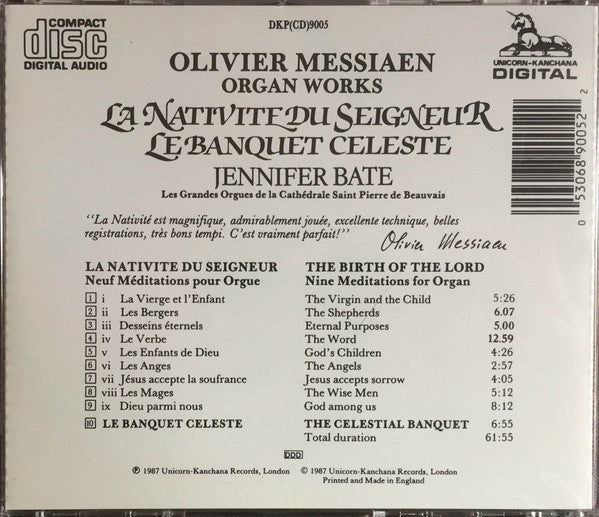 COMPACT
disc
DIGITAL AUDIO
DKP(CD)9005
UNICORN-KANCHANA
DIGITAL
OLIVIER MESSIAEN
ORGAN WORKS
LA NATIVITE DU SEIGNEUR
LE BANQUET CELESTE
JENNIFER BATE
Les Grandes Orgues de la Cathédrale Saint Pierre de Beauvais
0 53068 90052 2
"La Nativité est magnifique, admirablement jouée, excellente technique, belles
registrations, très bons tempi. C'est vraiment parfait!"
Olivier Messiaen
LA NATIVITE DU SEIGNEUR THE BIRTH OF THE LORD
Neuf Méditations pour Orgue Nine Meditations for Organ
1 i La Vierge et l'Enfant The Virgin and the Child 5:26
2 ii Les Bergers The Shepherds 6.07
3 iii Desseins éternels Eternal Purposes 5.00
4 iv Le Verbe The Word 12.59
5 v Les Enfants de Dieu God's Children 4:26
6 vi Les Anges The Angels 2:57
7 vii Jésus accepte la soufrance Jesus accepts sorrow 4:05
8 viii Les Mages The Wise Men 5:12
9 ix Dieu parmi nous God among us 8:12
10 LE BANQUET CELESTE THE CELESTIAL BANQUET 6:55
Total duration 61:55
DDD
℗ 1987 Unicorn-Kanchana Records, London © 1987 Unicorn-Kanchana Records, London
Printed and Made in England